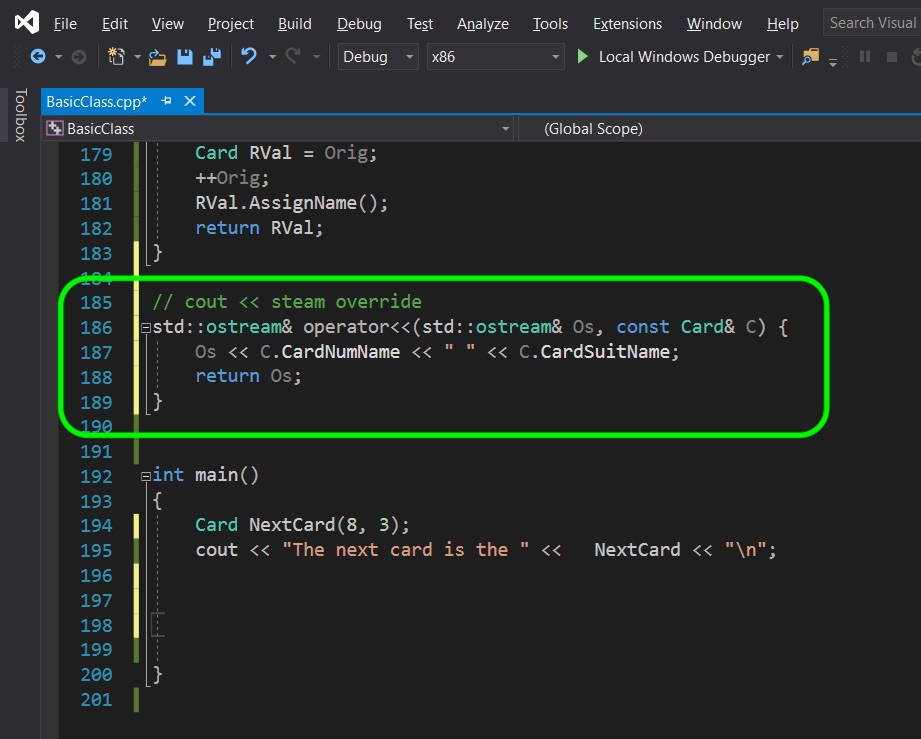 File Edit View Project Build Debug Test Analyze Tools Extensions Window Help Search Visual
Debug x86 Local Windows Debugger
Toolbox
BasicClass.cpp*
BasicClass (Global Scope)
179 Card RVal = Orig;
180 ++Orig;
181 RVal.AssignName();
182 return RVal;
183 }
184
185 // cout << steam override
186 std::ostream& operator<<(std::ostream& Os, const Card& C) {
187 Os << C.CardNumName << " " << C.CardSuitName;
188 return Os;
189 }
190
191
192 int main()
193 {
194 Card NextCard(8, 3);
195 cout << "The next card is the " <<   NextCard << "\n";
196
197
198
199
200 }
201